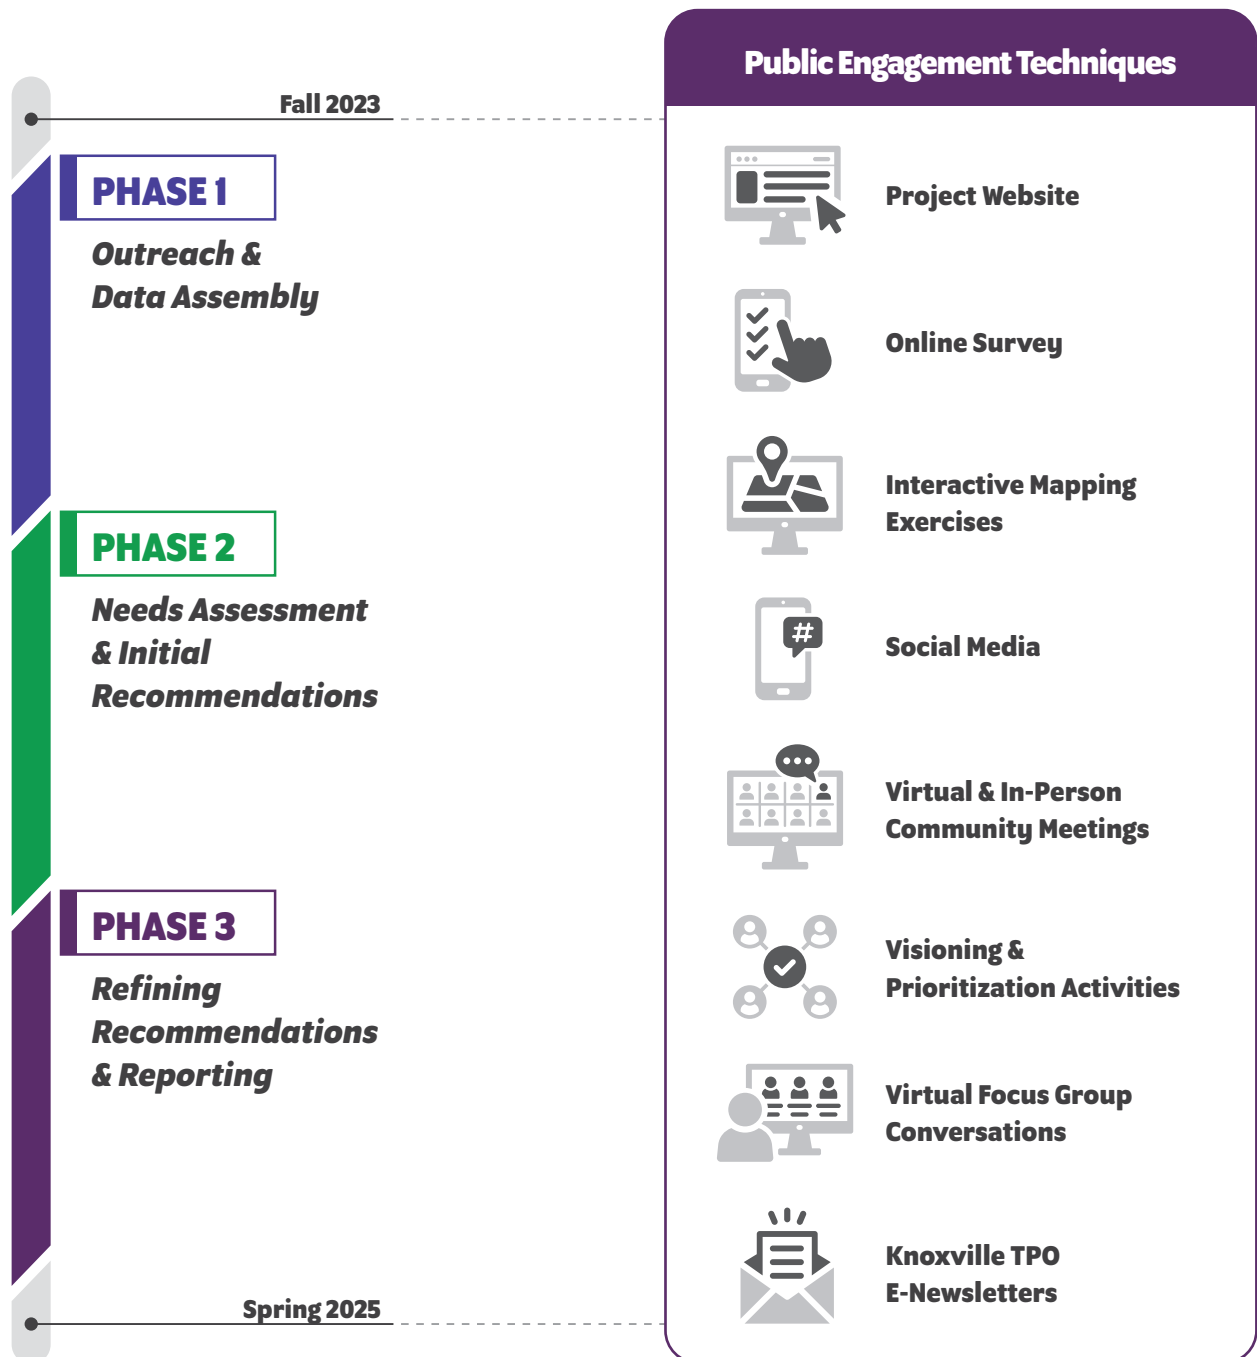 Fall 2023
PHASE 1
Outreach &
Data Assembly
PHASE 2
Needs Assessment
& Initial
Recommendations
PHASE 3
Refining
Recommendations
& Reporting
Spring 2025
Public Engagement Techniques
Project Website
Online Survey
Interactive Mapping
Exercises
#
Social Media
Virtual & In-Person
Community Meetings
Visioning &
Prioritization Activities
Virtual Focus Group
Conversations
Knoxville TPO
E-Newsletters